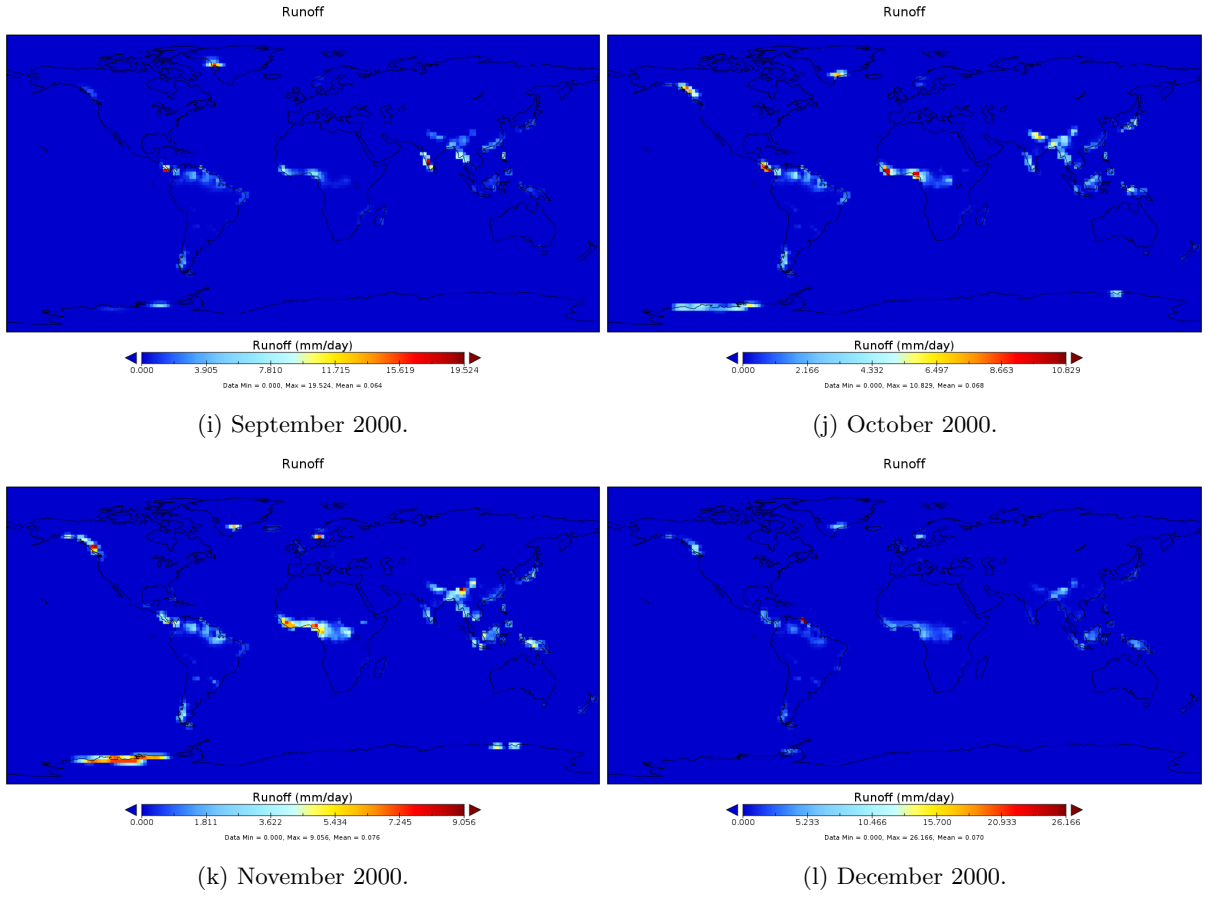 Runoff
Runoff
Runoff (mm/day)
0.000 3.905 7.810 11.715 15.619 19.524
Data Min = 0.000, Max = 19.524, Mean = 0.064
Runoff (mm/day)
0.000 2.166 4.332 6.497 8.663 10.829
Data Min = 0.000, Max = 10.829, Mean = 0.068
(i) September 2000.
(j) October 2000.
Runoff
Runoff
Runoff (mm/day)
0.000 1.811 3.622 5.434 7.245 9.056
Data Min = 0.000, Max = 9.056, Mean = 0.076
Runoff (mm/day)
0.000 5.233 10.466 15.700 20.933 26.166
Data Min = 0.000, Max = 26.166, Mean = 0.070
(k) November 2000.
(l) December 2000.